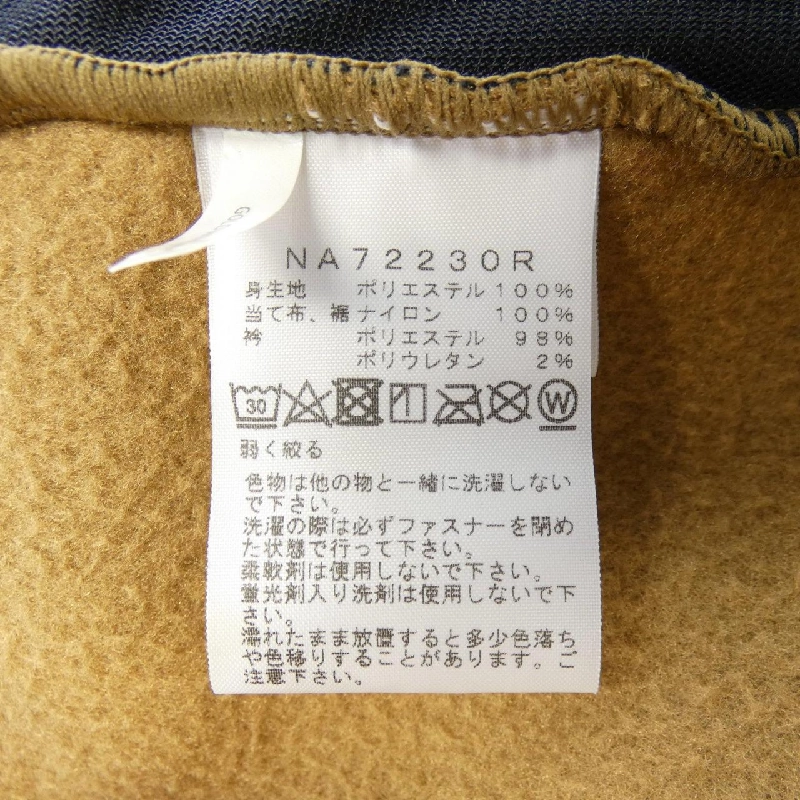 NA72230R
身生地 ポリエステル 100%
当て布、裾 ナイロン 100%
衿 ポリエステル 98%
ポリウレタン 2%
30
W
弱く絞る
色物は他の物と一緒に洗濯しない
で下さい。
洗濯の際は必ずファスナーを閉め
た状態で行って下さい。
柔軟剤は使用しないで下さい。
蛍光剤入り洗剤は使用しないで下
さい。
濡れたまま放置すると多少色落ち
や色移りすることがあります。ご
注意下さい。